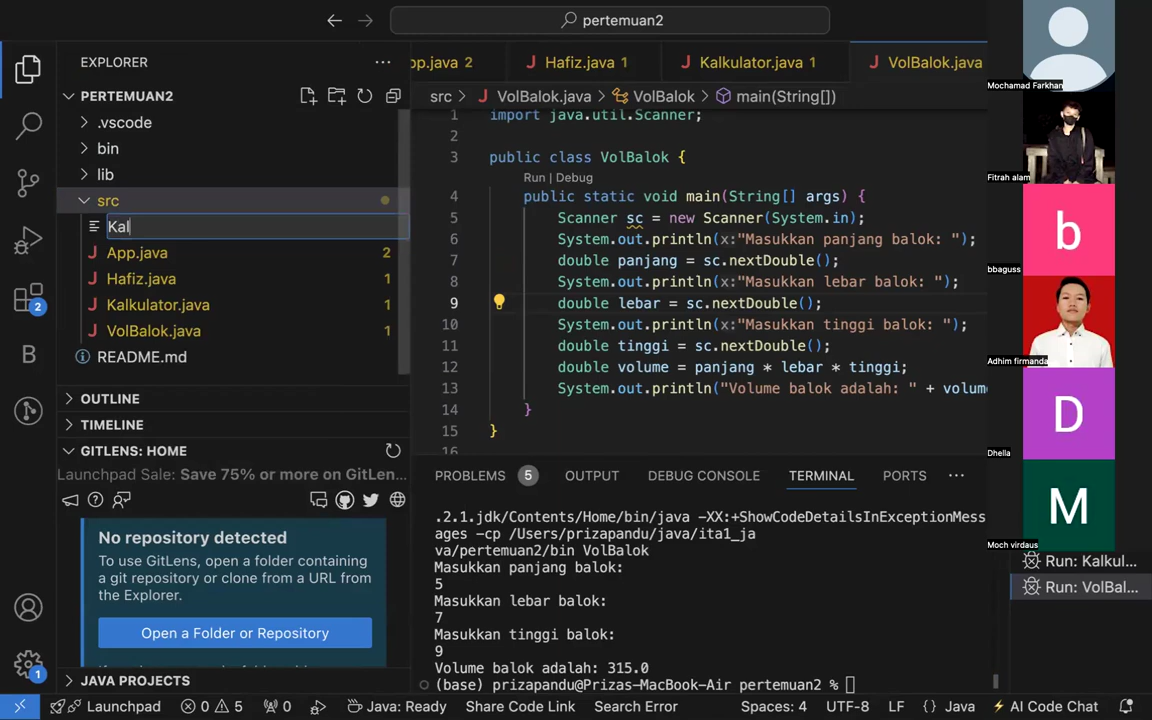 pertemuan2
EXPLORER
PERTEMUAN2
.vscode
bin
lib
src
Kal
App.java 2
Hafiz.java 1
Kalkulator.java 1
VolBalok.java 1
README.md
OUTLINE
TIMELINE
GITLENS: HOME
Launchpad Sale: Save 75% or more on GitLen...
No repository detected
To use GitLens, open a folder containing
a git repository or clone from a URL from
the Explorer.
Open a Folder or Repository
JAVA PROJECTS
pp.java 2
Hafiz.java 1
Kalkulator.java 1
VolBalok.java
src > VolBalok.java > VolBalok > main(String[])
1 import java.util.Scanner;
2
3 public class VolBalok {
Run | Debug
4 public static void main(String[] args) {
5 Scanner sc = new Scanner(System.in);
6 System.out.println(x:"Masukkan panjang balok: ");
7 double panjang = sc.nextDouble();
8 System.out.println(x:"Masukkan lebar balok: ");
9 double lebar = sc.nextDouble();
10 System.out.println(x:"Masukkan tinggi balok: ");
11 double tinggi = sc.nextDouble();
12 double volume = panjang * lebar * tinggi;
13 System.out.println("Volume balok adalah: " + volum
14 }
15 }
16
PROBLEMS 5 OUTPUT DEBUG CONSOLE TERMINAL PORTS ...
.2.1.jdk/Contents/Home/bin/java -XX:+ShowCodeDetailsInExceptionMess
ages -cp /Users/prizapandu/java/ita1_ja
va/pertemuan2/bin VolBalok
Masukkan panjang balok:
5
Masukkan lebar balok:
7
Masukkan tinggi balok:
9
Volume balok adalah: 315.0
(base) prizapandu@Prizas-MacBook-Air pertemuan2 %
Run: Kalkul...
Run: VolBal...
Mochamad Farkhan
Fitrah alam
b
bbaguss
Adhim firmanda
D
Dhella
M
Moch virdaus
2
B
1
Launchpad 0 5 0 Java: Ready Share Code Link Search Error Spaces: 4 UTF-8 LF {} Java AI Code Chat